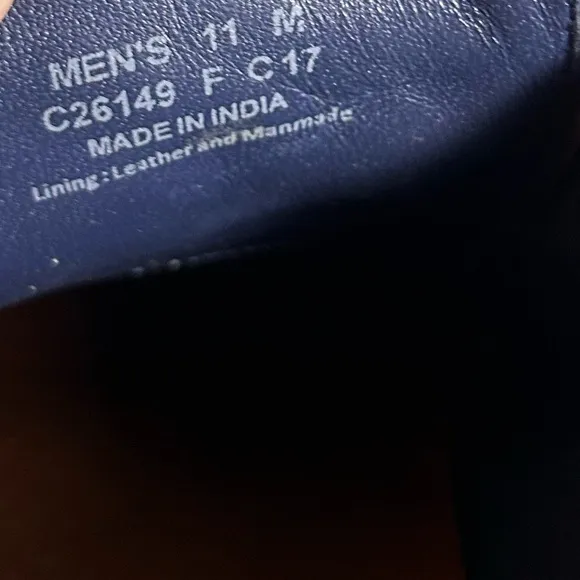 MEN'S 11 M
C26149 F C17
MADE IN INDIA
Lining: Leather and Manmade